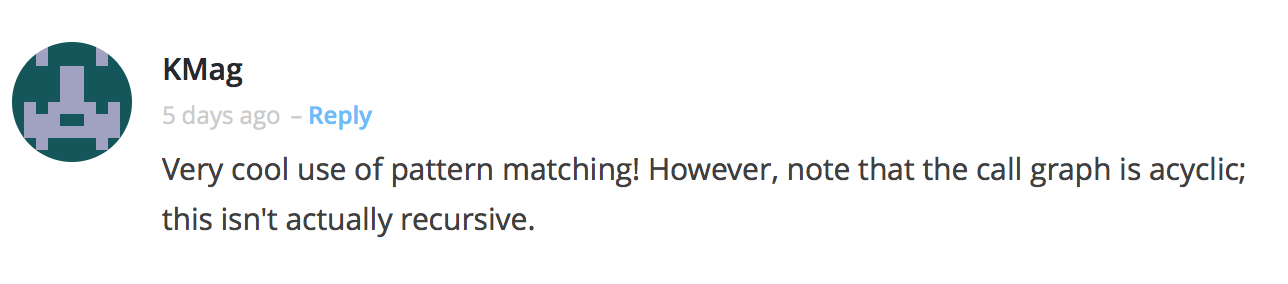 KMag
5 days ago – Reply
Very cool use of pattern matching! However, note that the call graph is acyclic;
this isn't actually recursive.